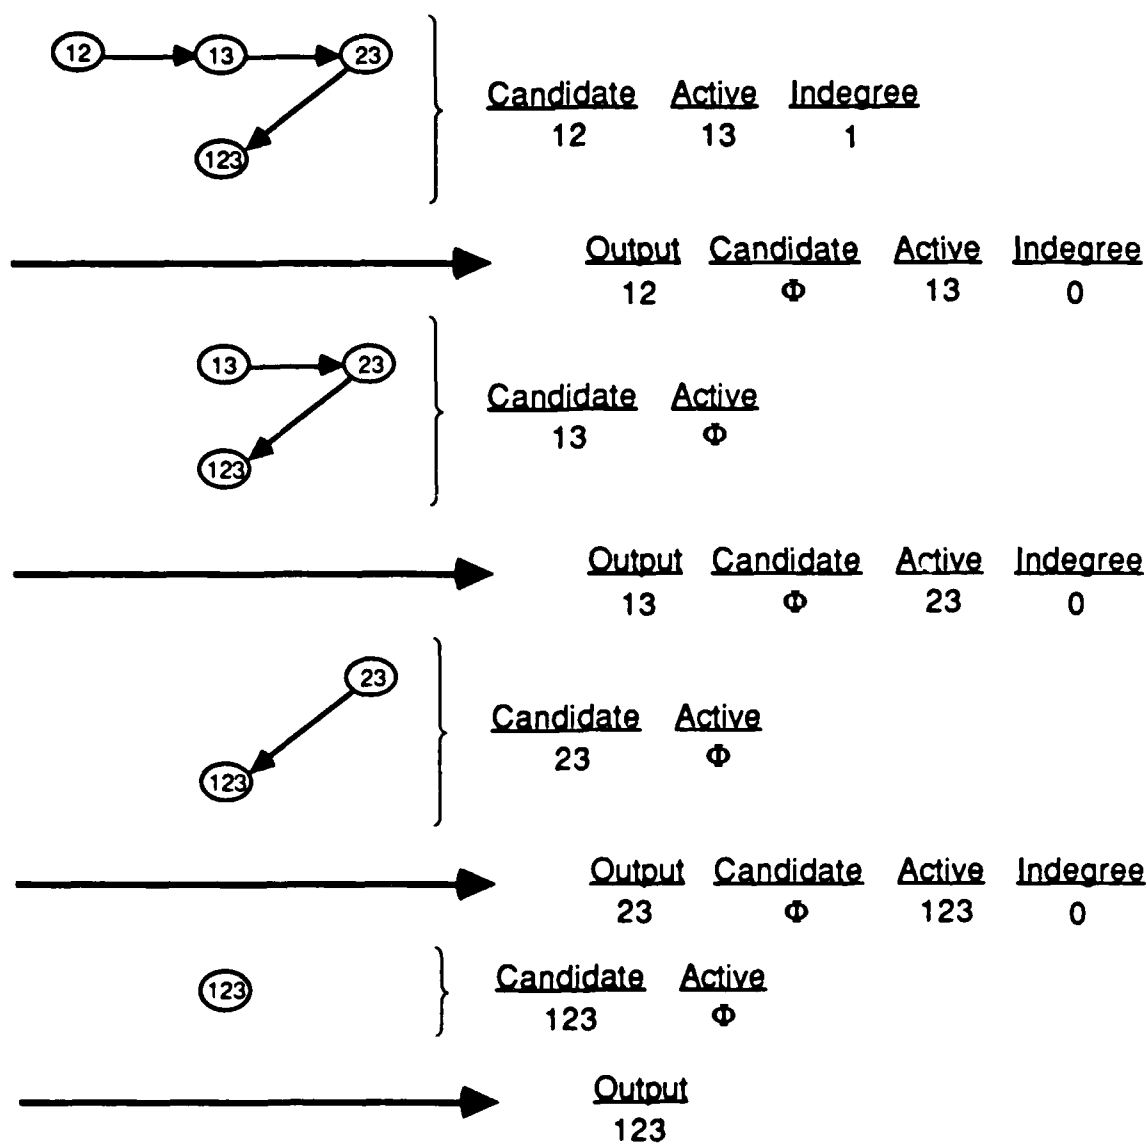 12 13 23
Candidate Active Indegree
12 13 1
123
Output Candidate Active Indegree
12 Φ 13 0
13 23
Candidate Active
13 Φ
123
Output Candidate Active Indegree
13 Φ 23 0
23
Candidate Active
23 Φ
123
Output Candidate Active Indegree
23 Φ 123 0
123
Candidate Active
123 Φ
Output
123